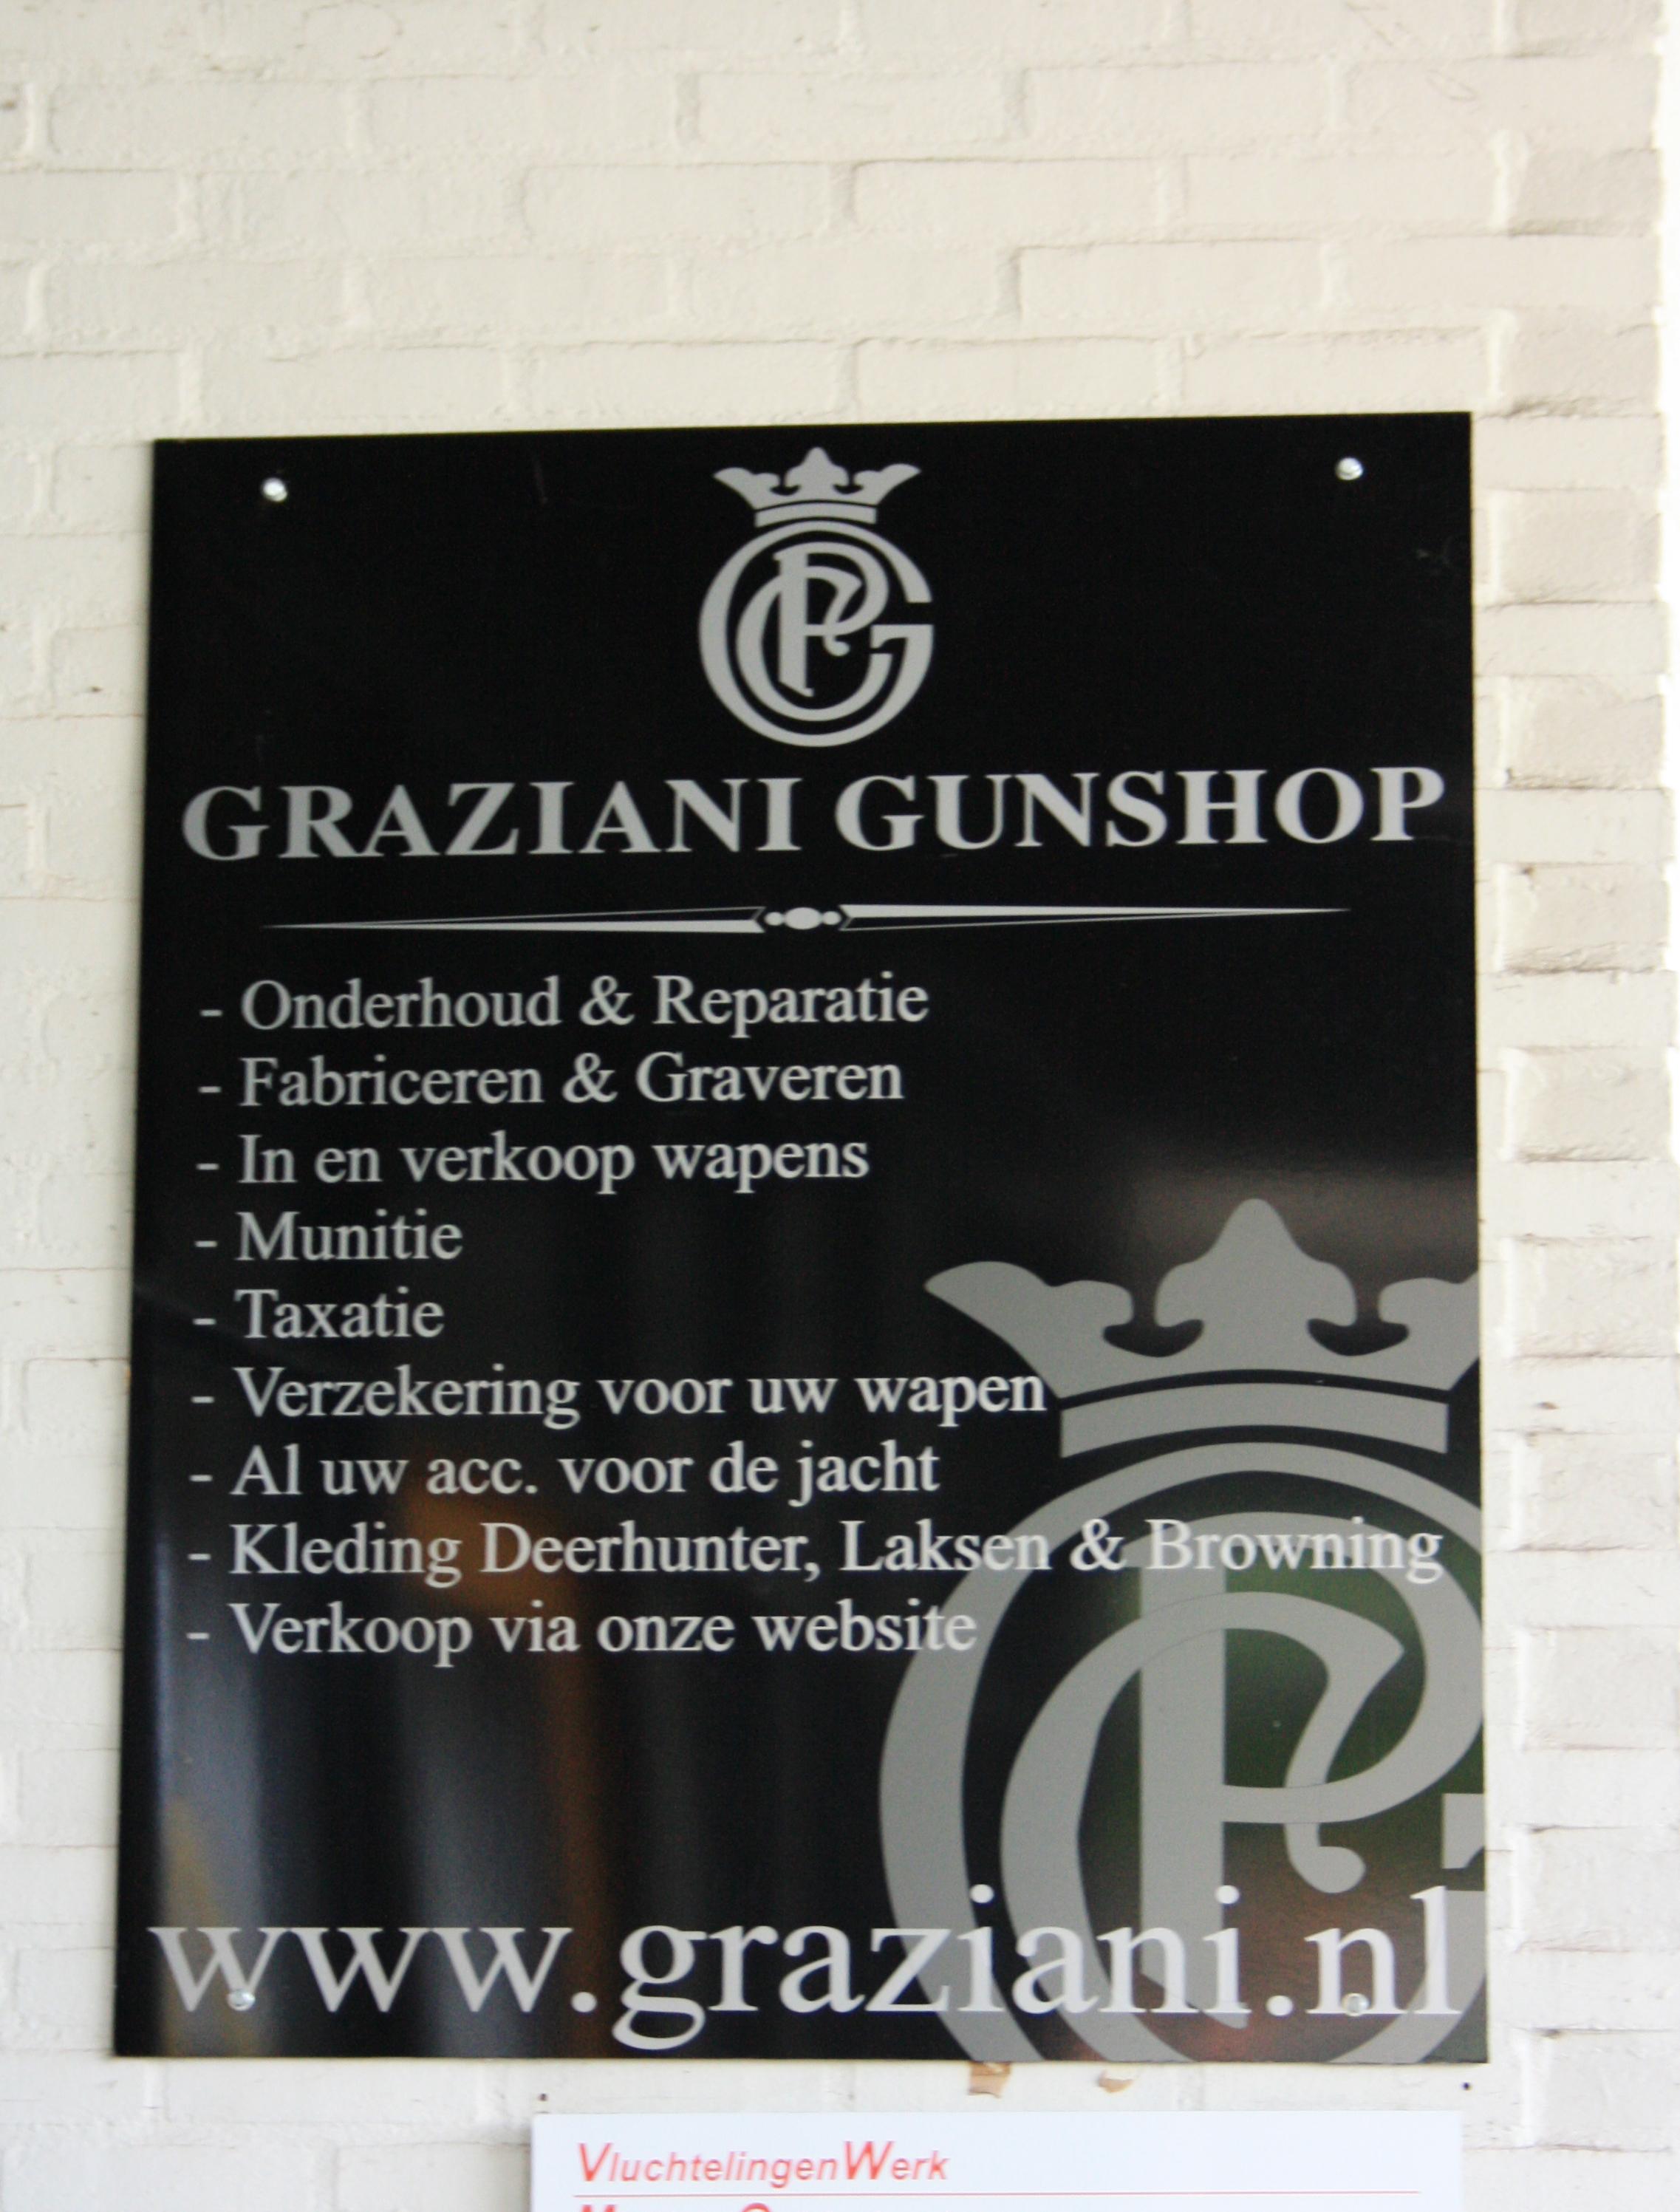 GRAZIANI GUNSHOP
- Onderhoud & Reparatie
- Fabriceren & Graveren
- In en verkoop wapens
- Munitie
- Taxatie
- Verzekering voor uw wapen
- Al uw acc. voor de jacht
- Kleding Deerhunter, Laksen & Browning
- Verkoop via onze website
www.graziani.nl
VluchtelingenWerk